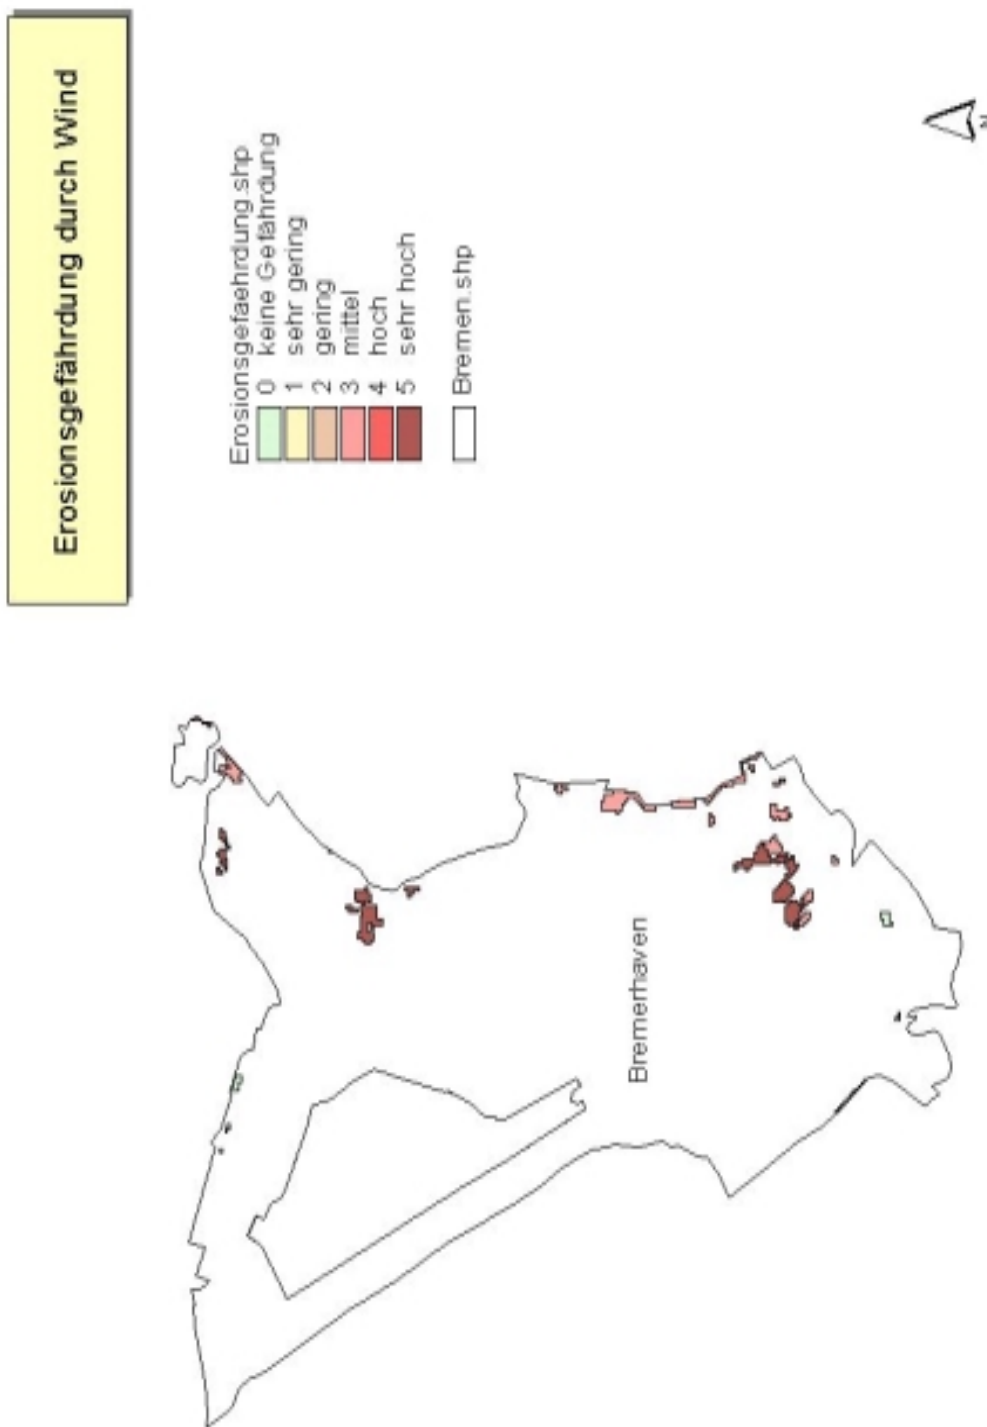 Erosionsgefährdung durch Wind
Erosionsgefaehrdung.shp
0 keine Gefährdung
1 sehr gering
2 gering
3 mittel
4 hoch
5 sehr hoch
Bremen.shp
N
Bremerhaven